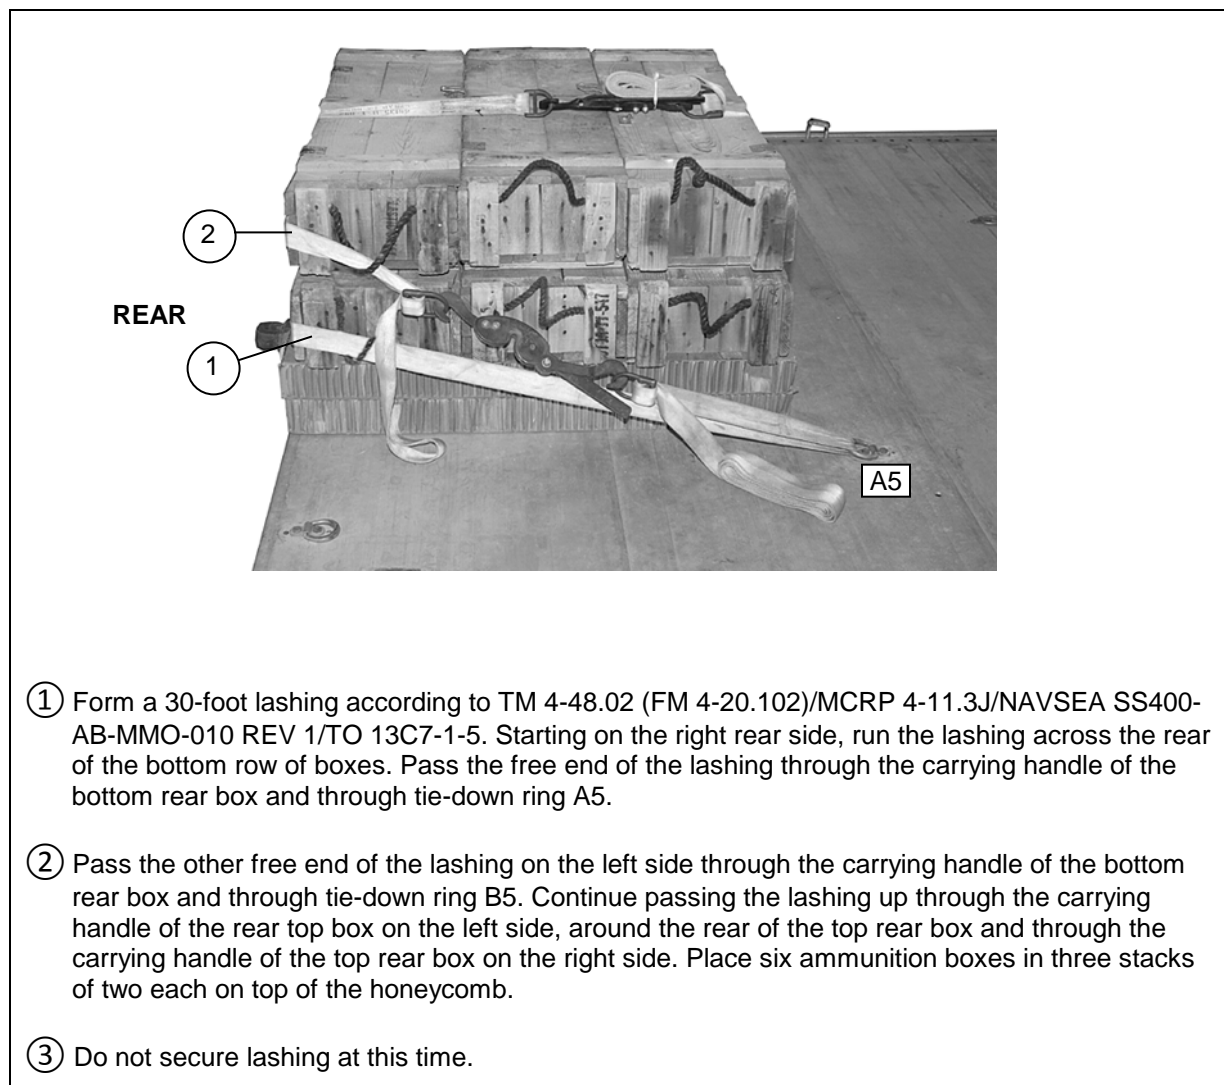 2
REAR
1
A5
① Form a 30-foot lashing according to TM 4-48.02 (FM 4-20.102)/MCRP 4-11.3J/NAVSEA SS400-
AB-MMO-010 REV 1/TO 13C7-1-5. Starting on the right rear side, run the lashing across the rear
of the bottom row of boxes. Pass the free end of the lashing through the carrying handle of the
bottom rear box and through tie-down ring A5.
② Pass the other free end of the lashing on the left side through the carrying handle of the bottom
rear box and through tie-down ring B5. Continue passing the lashing up through the carrying
handle of the rear top box on the left side, around the rear of the top rear box and through the
carrying handle of the top rear box on the right side. Place six ammunition boxes in three stacks
of two each on top of the honeycomb.
③ Do not secure lashing at this time.